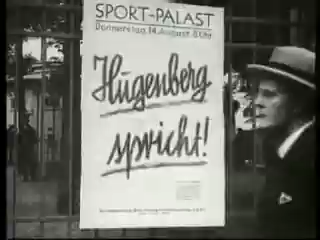 SPORT-PALAST
Donnerstag, 14. August, 8 Uhr
Hugenberg
spricht!